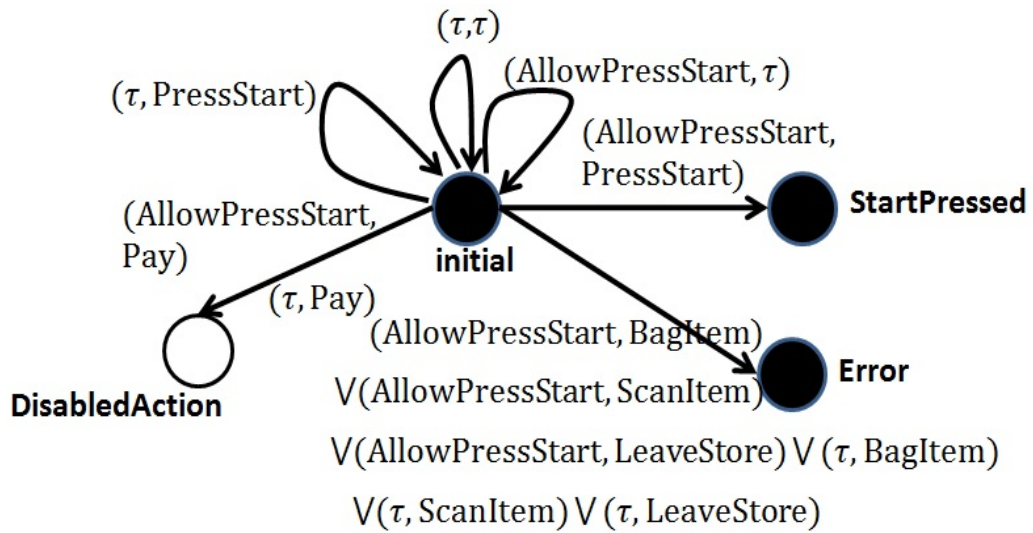 (τ,τ)
(τ, PressStart)
(AllowPressStart, τ)
(AllowPressStart,
PressStart)
StartPressed
(AllowPressStart,
Pay)
initial
(τ, Pay)
(AllowPressStart, BagItem)
Error
V(AllowPressStart, ScanItem)
DisabledAction
V(AllowPressStart, LeaveStore) V (τ, BagItem)
V(τ, ScanItem) V (τ, LeaveStore)